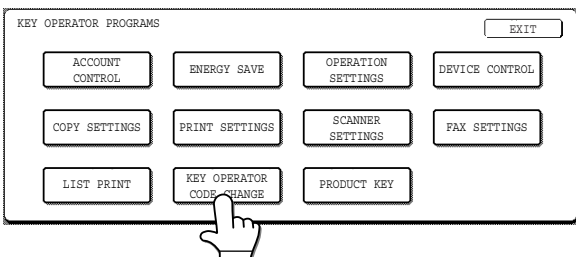 KEY OPERATOR PROGRAMS
EXIT
ACCOUNT
CONTROL
ENERGY SAVE
OPERATION
SETTINGS
DEVICE CONTROL
COPY SETTINGS
PRINT SETTINGS
SCANNER
SETTINGS
FAX SETTINGS
LIST PRINT
KEY OPERATOR
CODE CHANGE
PRODUCT KEY